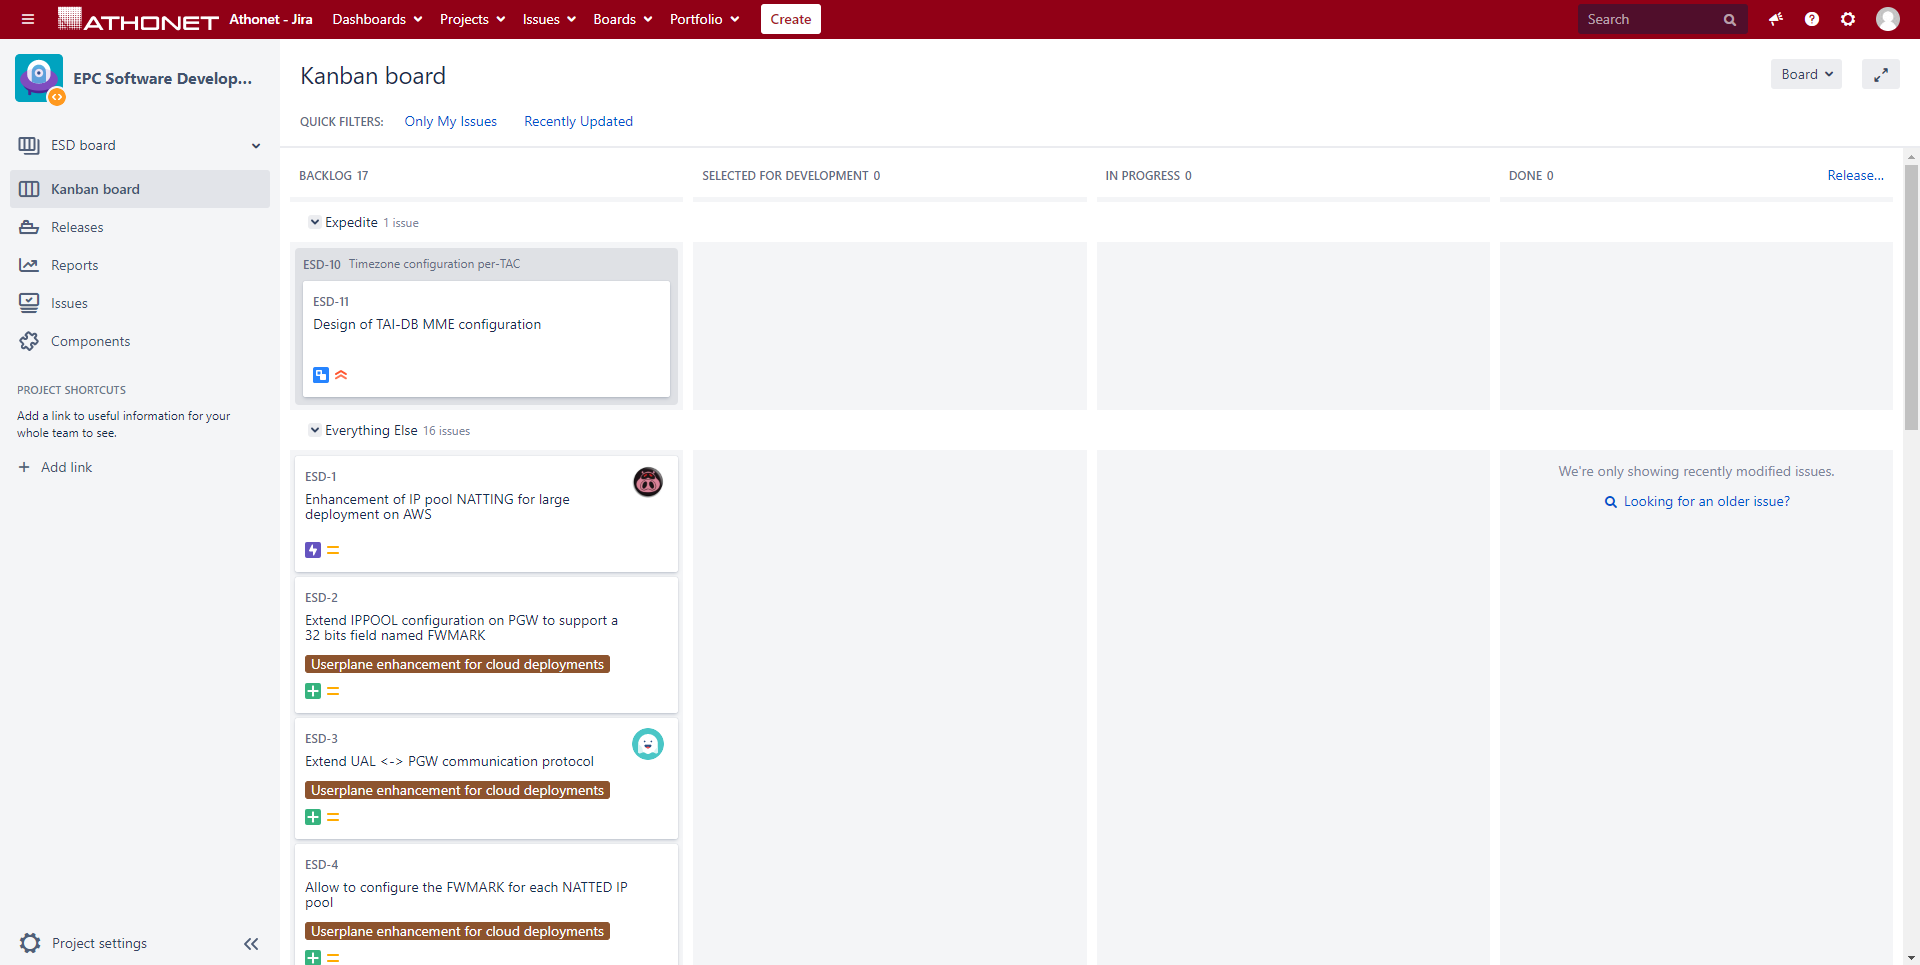 ATHONET Athonet - Jira Dashboards Projects Issues Boards Portfolio Create Search
EPC Software Develop...
ESD board
Kanban board
Releases
Reports
Issues
Components
PROJECT SHORTCUTS
Add a link to useful information for your
whole team to see.
Add link
Project settings
Kanban board
Board
QUICK FILTERS: Only My Issues Recently Updated
BACKLOG 17 SELECTED FOR DEVELOPMENT 0 IN PROGRESS 0 DONE 0 Release...
Expedite 1 issue
ESD-10 Timezone configuration per-TAC
ESD-11
Design of TAI-DB MME configuration
Everything Else 16 issues
ESD-1
Enhancement of IP pool NATTING for large
deployment on AWS
ESD-2
Extend IPPOOL configuration on PGW to support a
32 bits field named FWMARK
Userplane enhancement for cloud deployments
ESD-3
Extend UAL <-> PGW communication protocol
Userplane enhancement for cloud deployments
ESD-4
Allow to configure the FWMARK for each NATTED IP
pool
Userplane enhancement for cloud deployments
We're only showing recently modified issues.
Looking for an older issue?